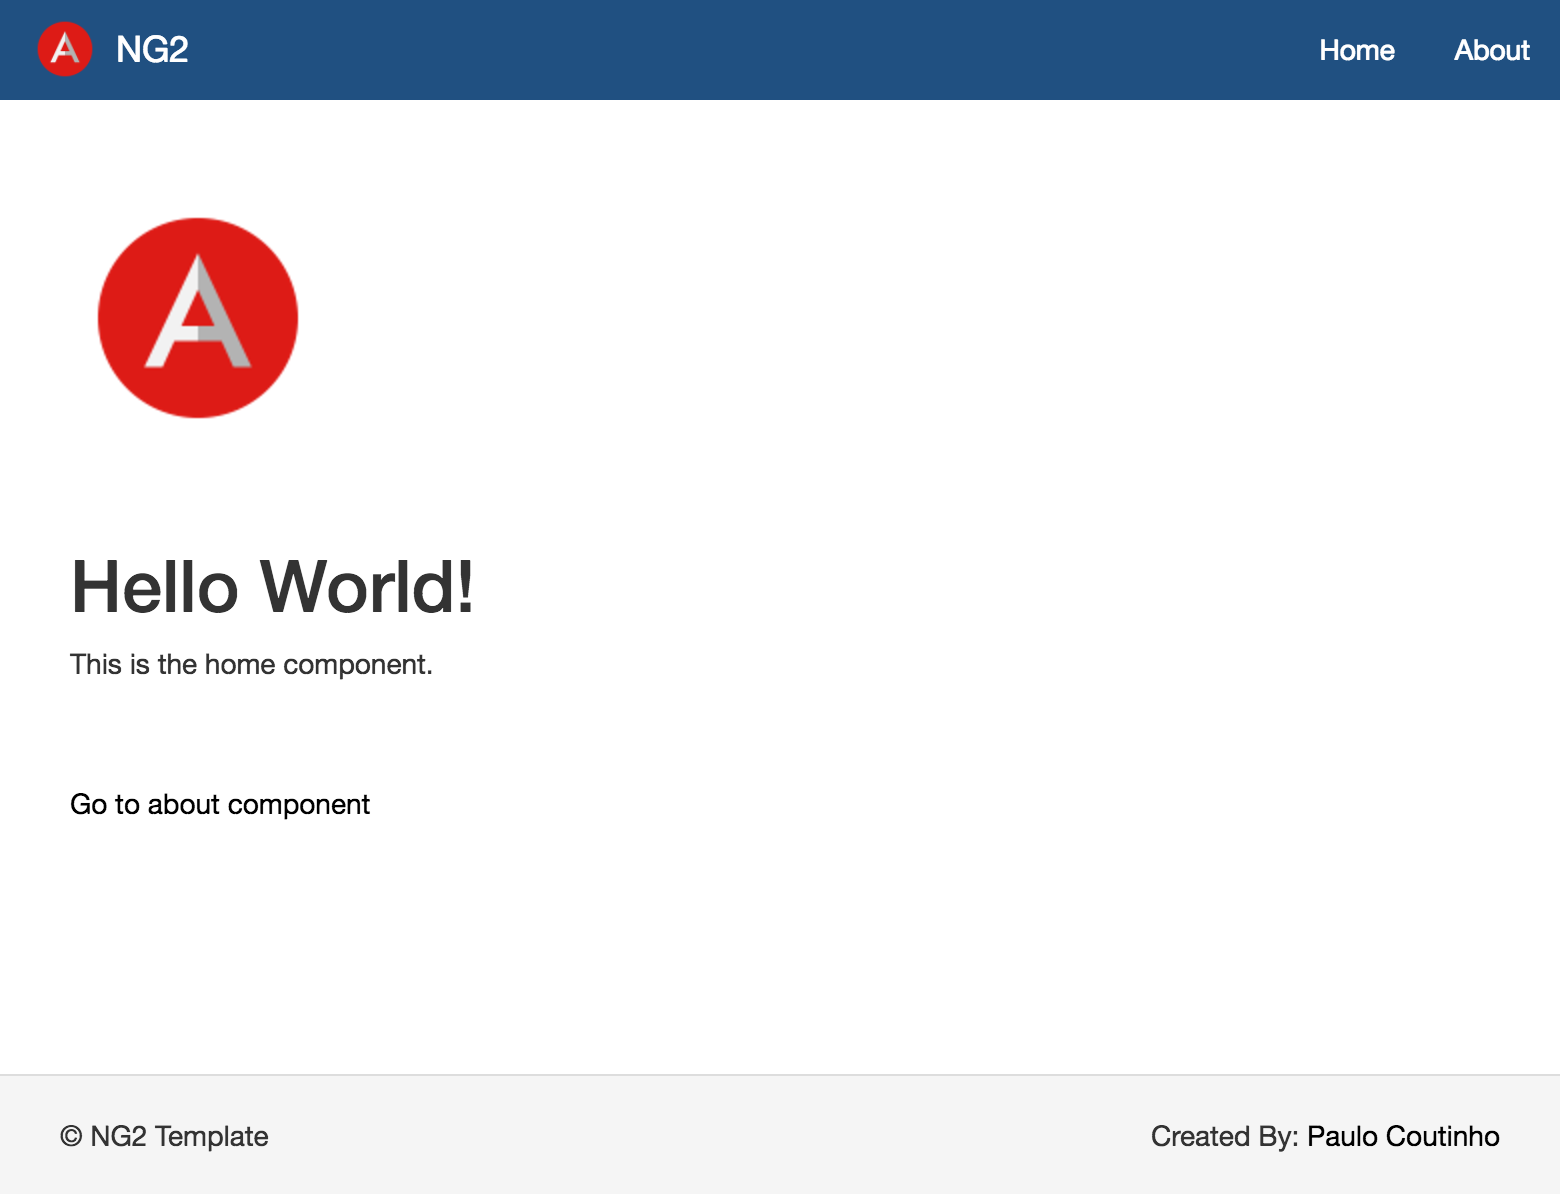 NG2
Home
About
Hello World!
This is the home component.
Go to about component
© NG2 Template
Created By: Paulo Coutinho